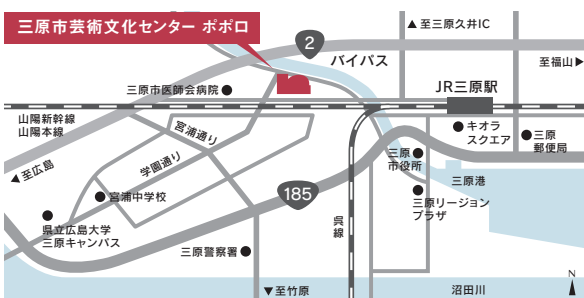 三原市芸術文化センター ポポロ
2
バイパス
▲至三原久井IC
至福山▶
三原市医師会病院
JR三原駅
山陽新幹線
山陽本線
宮浦通り
学園通り
キオラ
スクエア
三原
郵便局
三原
市役所
◀至広島
宮浦中学校
185
呉線
三原港
三原リージョン
プラザ
県立広島大学
三原キャンパス
三原警察署
▼至竹原
沼田川
N